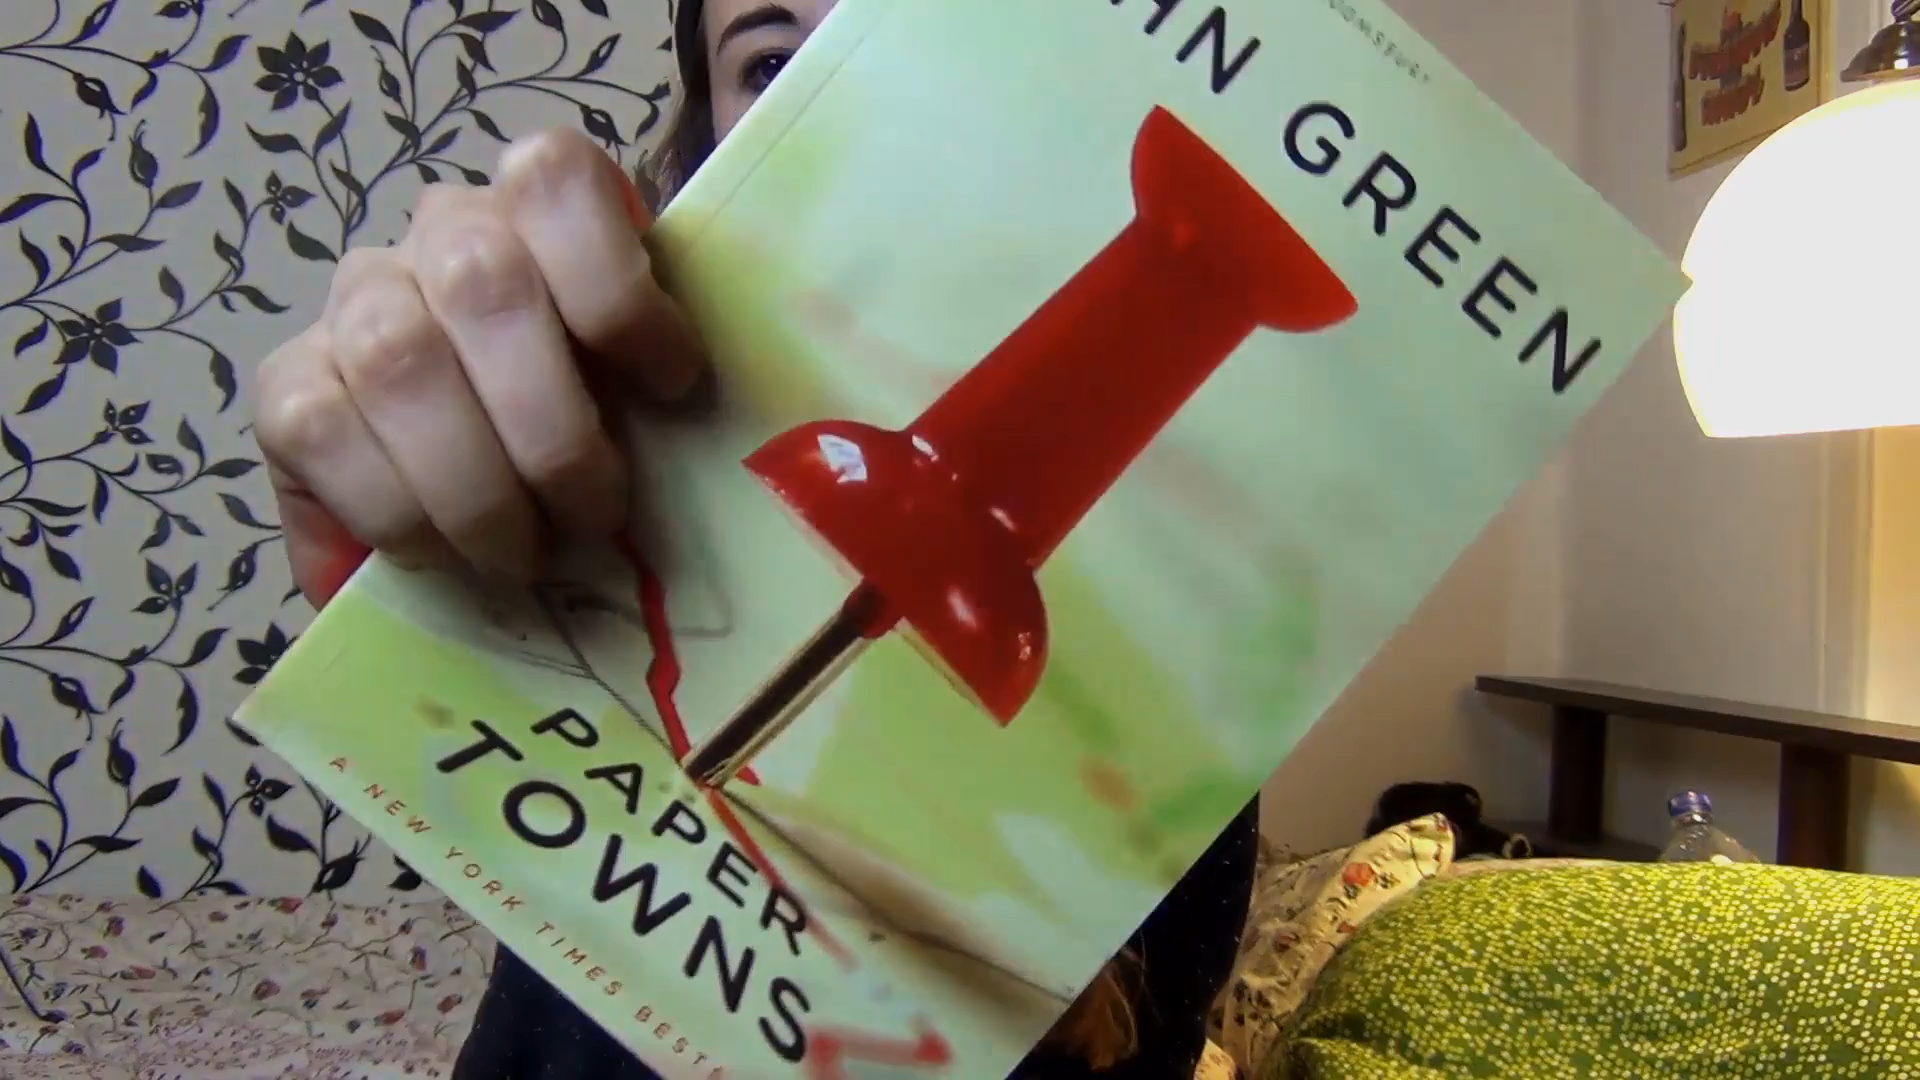 HN GREEN
PAPER
TOWNS
A NEW YORK TIMES BEST